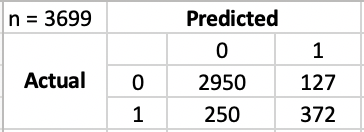 n = 3699 Predicted
0 1
Actual 0 2950 127
1 250 372